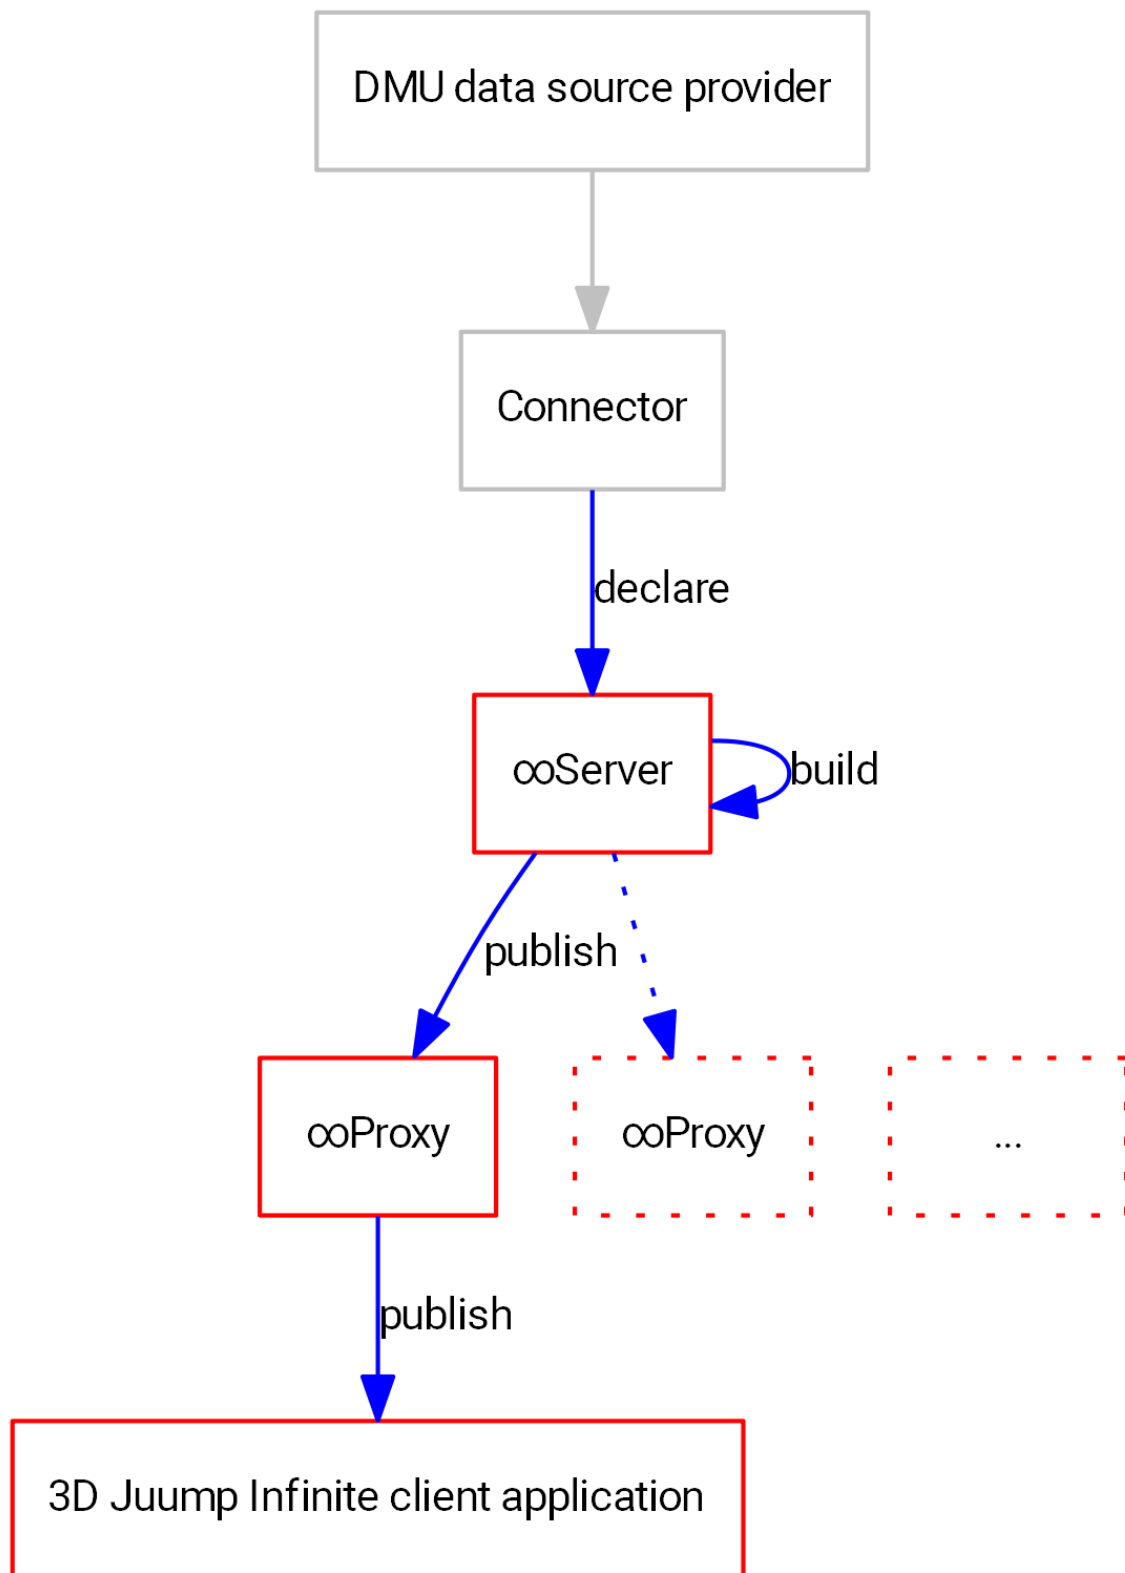 DMU data source provider
Connector
declare
∞Server
build
publish
∞Proxy
∞Proxy
...
publish
3D Juump Infinite client application